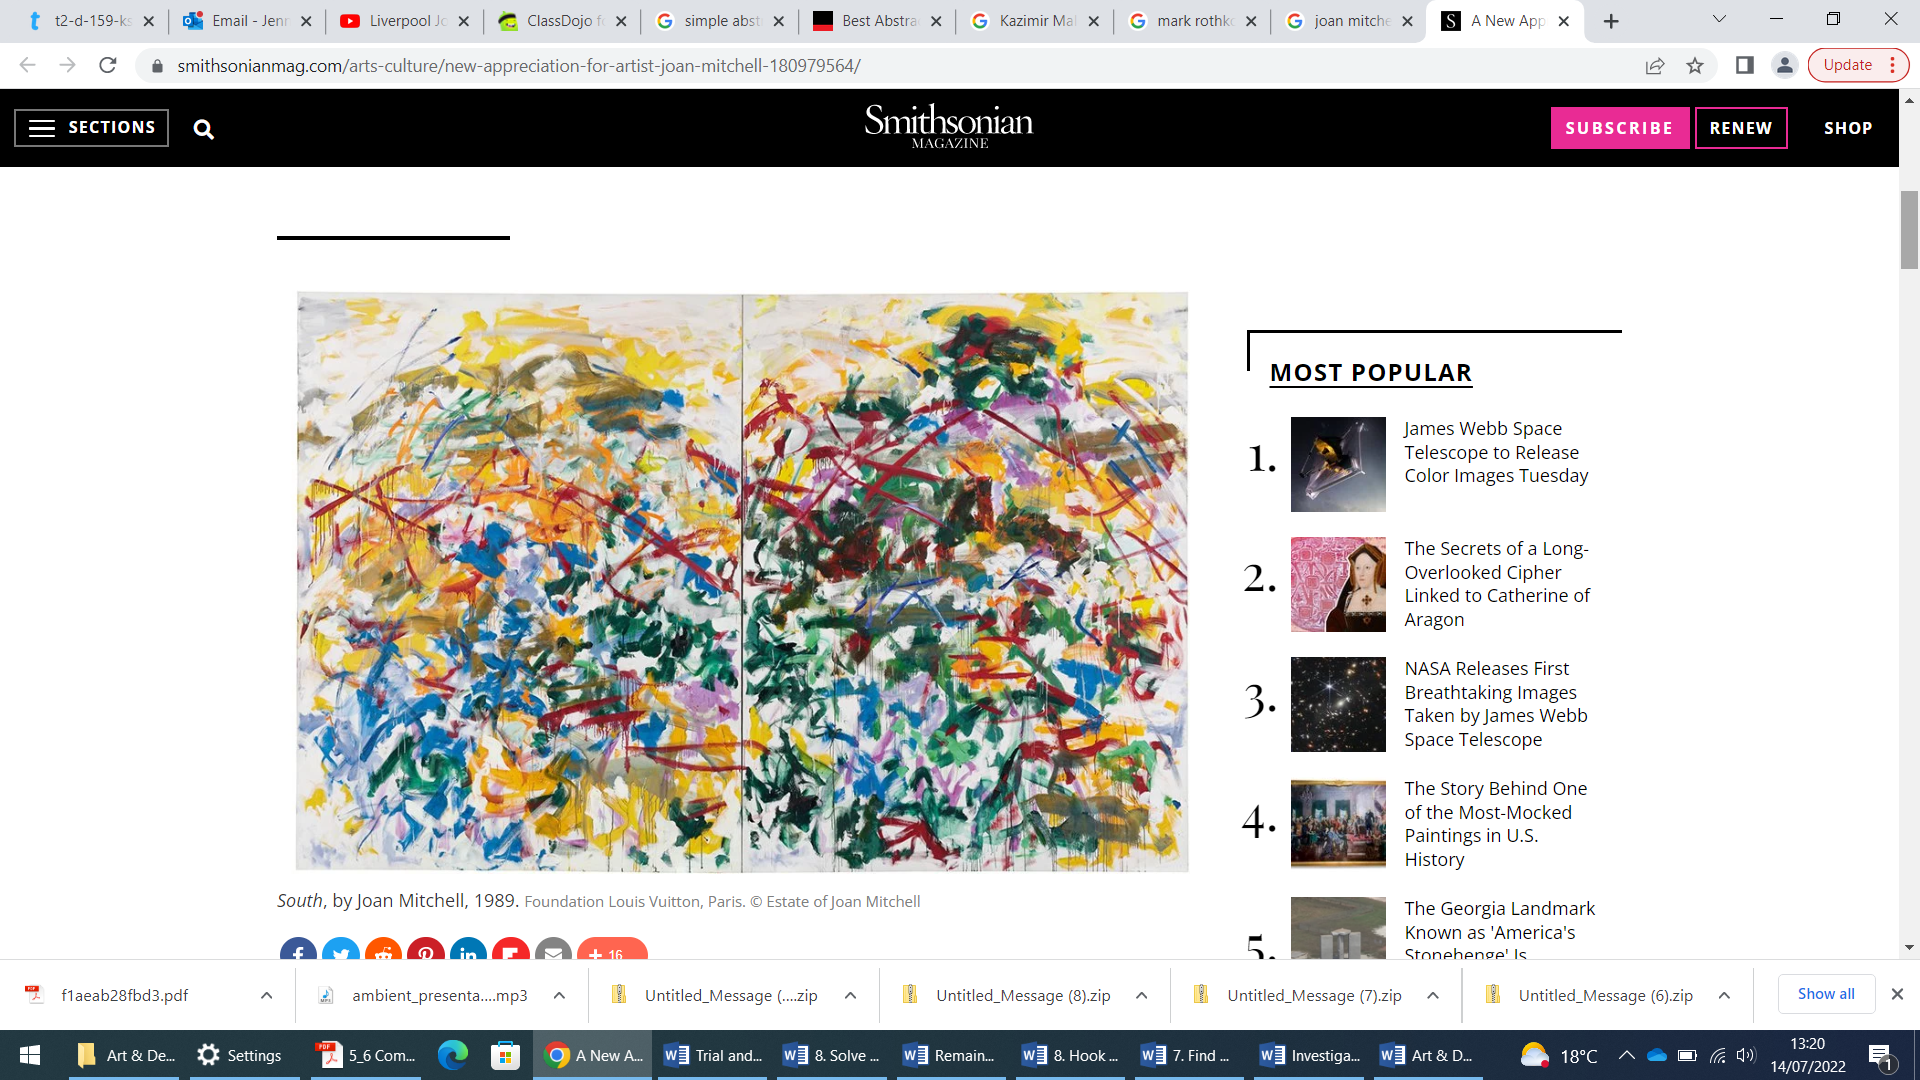 t2-d-159-ks
Email - Jenn
Liverpool Jo
ClassDojo fo
simple abst
Best Abstra
Kazimir Mal
mark rothko
joan mitche
A New App
smithsonianmag.com/arts-culture/new-appreciation-for-artist-joan-mitchell-180979564/
Update
SECTIONS
Smithsonian
MAGAZINE
SUBSCRIBE
RENEW
SHOP
MOST POPULAR
1.
James Webb Space
Telescope to Release
Color Images Tuesday
2.
The Secrets of a Long-
Overlooked Cipher
Linked to Catherine of
Aragon
3.
NASA Releases First
Breathtaking Images
Taken by James Webb
Space Telescope
4.
The Story Behind One
of the Most-Mocked
Paintings in U.S.
History
5.
The Georgia Landmark
Known as 'America's
Stonehenge' Is
South, by Joan Mitchell, 1989. Foundation Louis Vuitton, Paris. © Estate of Joan Mitchell
+ 16
f1aeab28fbd3.pdf
ambient_presenta....mp3
Untitled_Message (....zip
Untitled_Message (8).zip
Untitled_Message (7).zip
Untitled_Message (6).zip
Show all
Art & De...
Settings
5_6 Com...
A New A...
Trial and...
8. Solve ...
Remain...
8. Hook ...
7. Find ...
Investiga...
Art & D...
18°C
13:20
14/07/2022
1